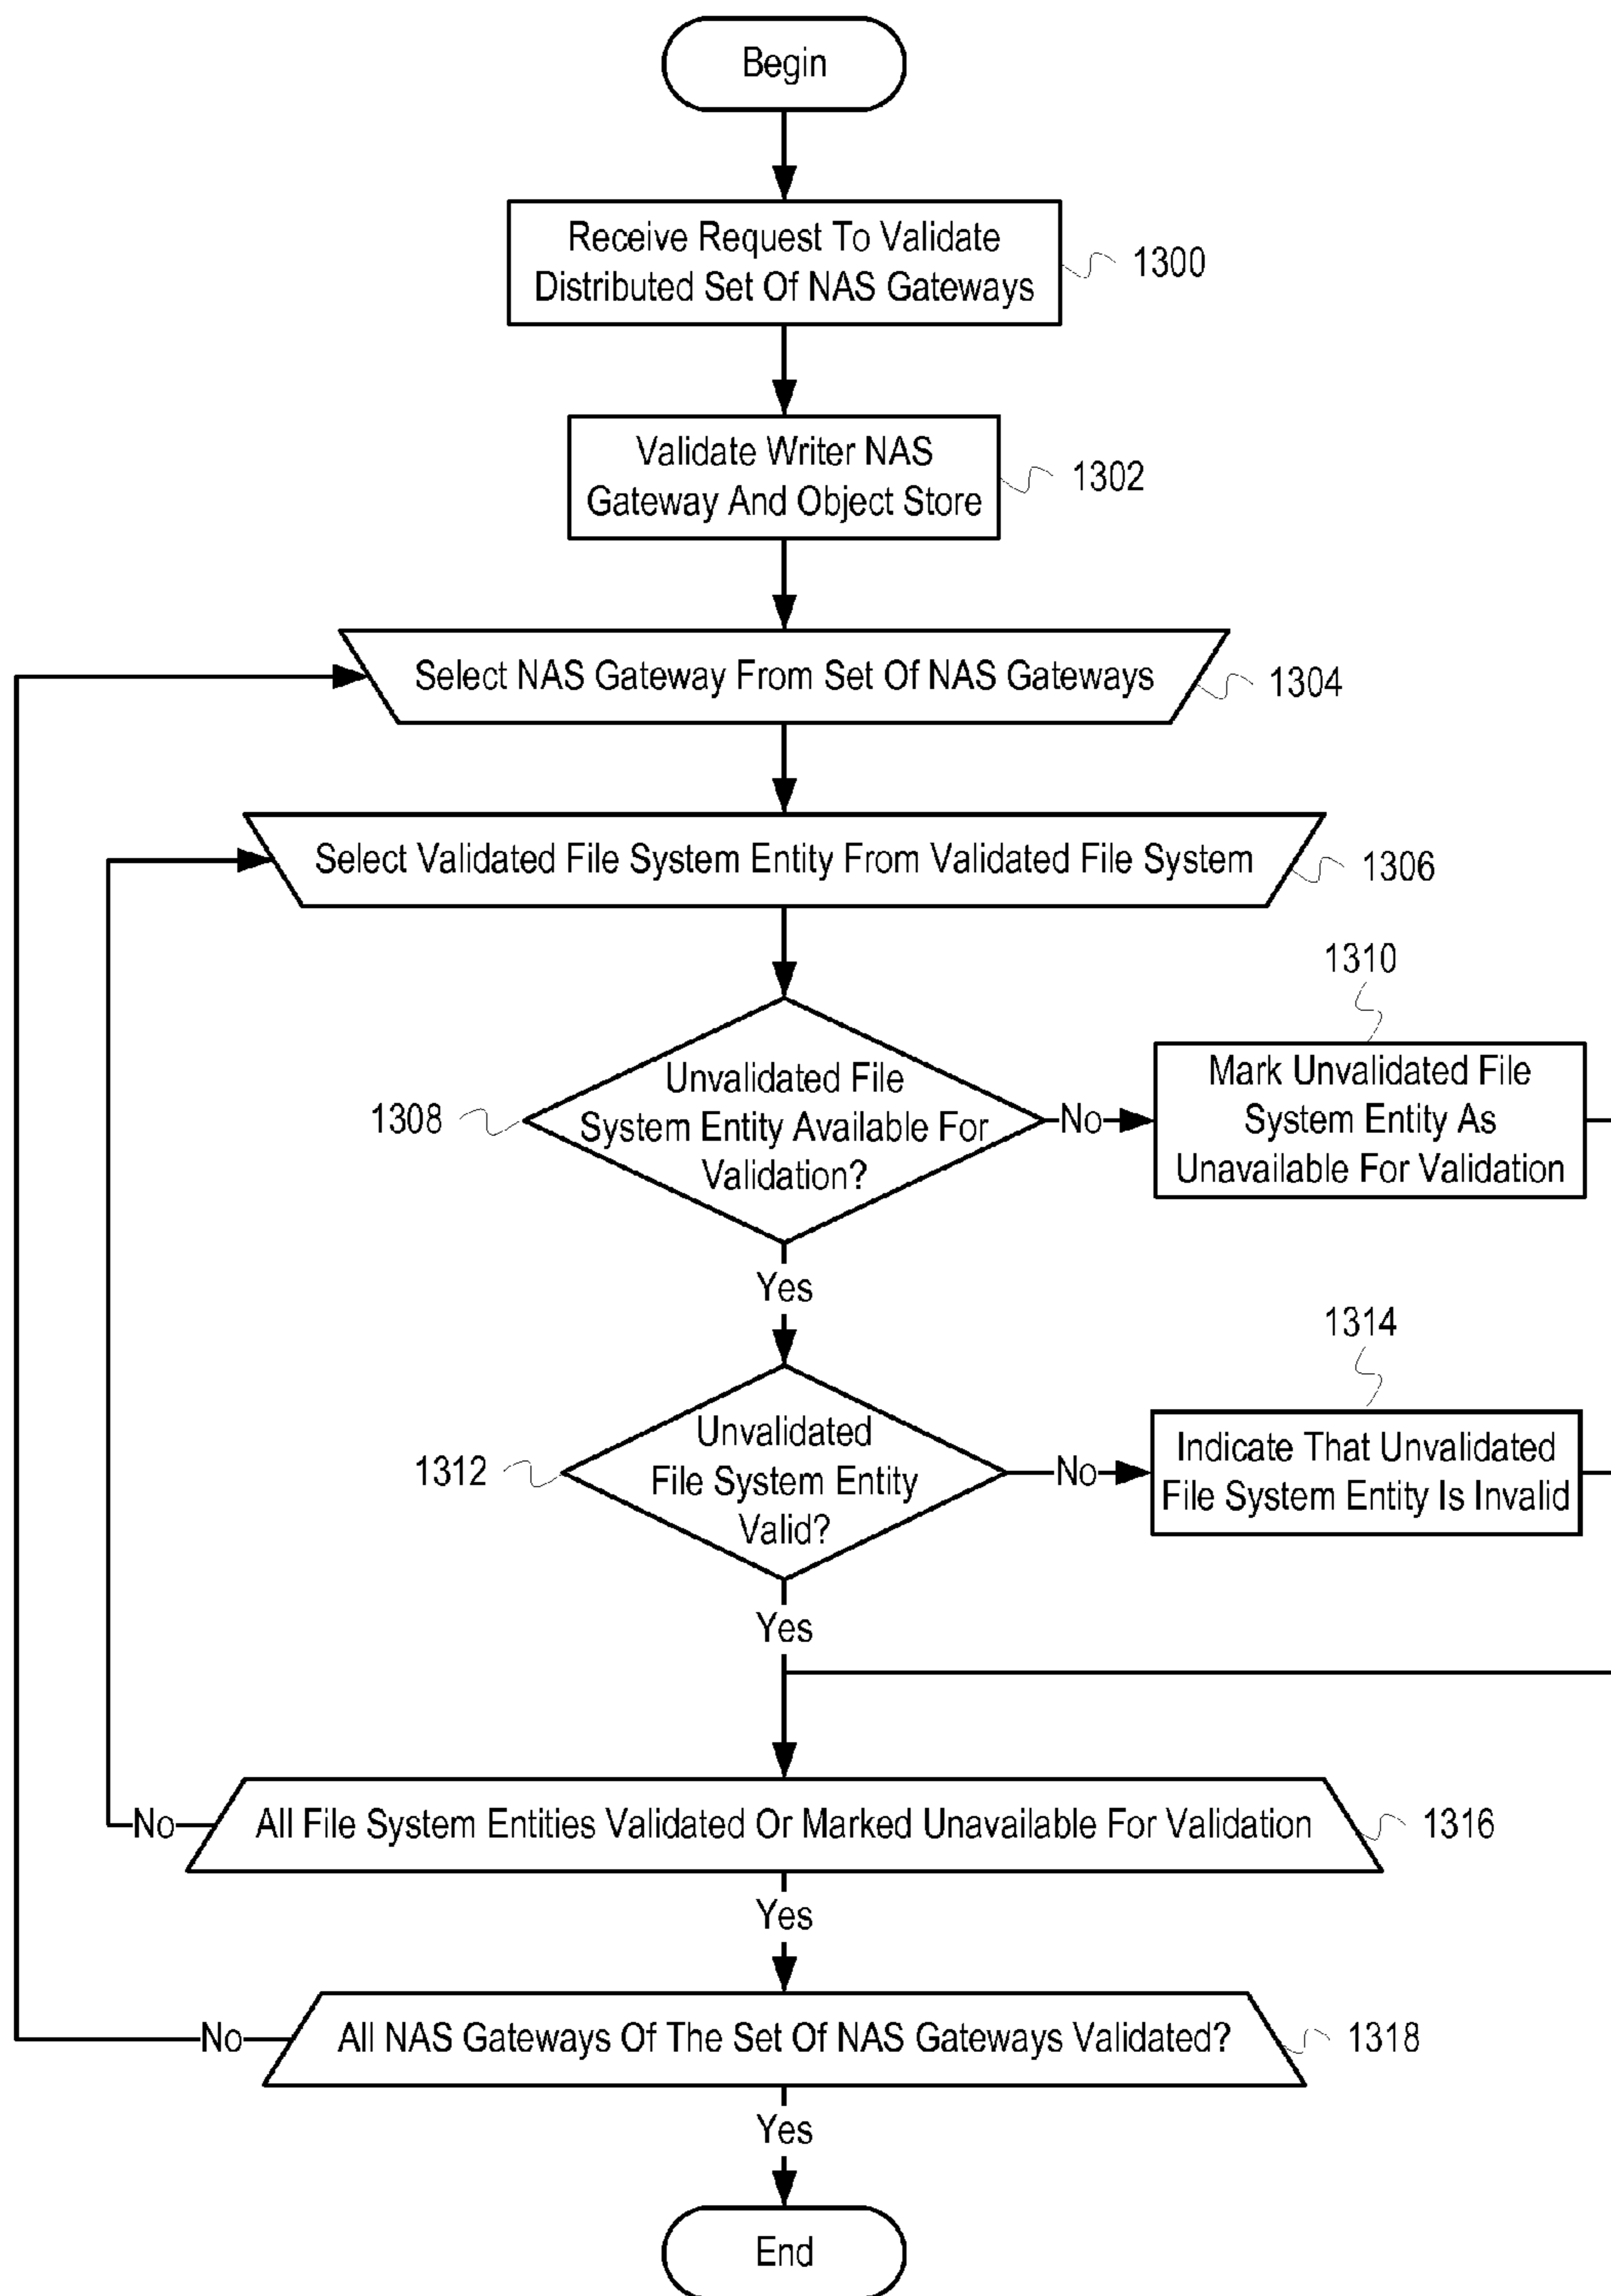 Begin
Receive Request To Validate
Distributed Set Of NAS Gateways
1300
Validate Writer NAS
Gateway And Object Store
1302
Select NAS Gateway From Set Of NAS Gateways
1304
Select Validated File System Entity From Validated File System
1306
1310
Unvalidated File
System Entity Available For
Validation?
1308
No
Mark Unvalidated File
System Entity As
Unavailable For Validation
Yes
1314
Unvalidated
File System Entity
Valid?
1312
No
Indicate That Unvalidated
File System Entity Is Invalid
Yes
No
All File System Entities Validated Or Marked Unavailable For Validation
1316
Yes
No
All NAS Gateways Of The Set Of NAS Gateways Validated?
1318
Yes
End